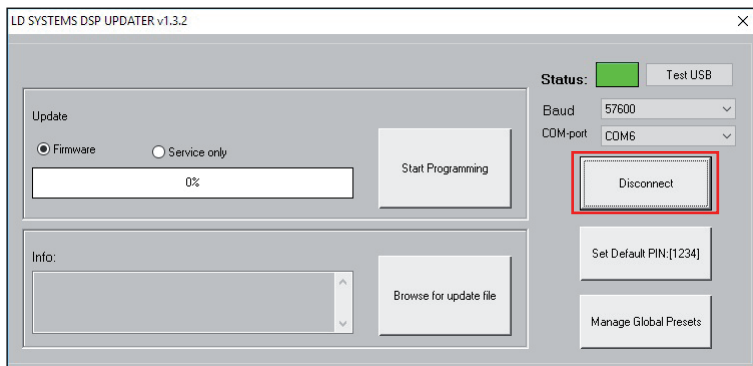 LD SYSTEMS DSP UPDATER v1.3.2
Status:
Test USB
Baud
57600
COM-port
COM6
Update
Firmware
Service only
0%
Start Programming
Disconnect
Info:
Browse for update file
Set Default PIN:[1234]
Manage Global Presets